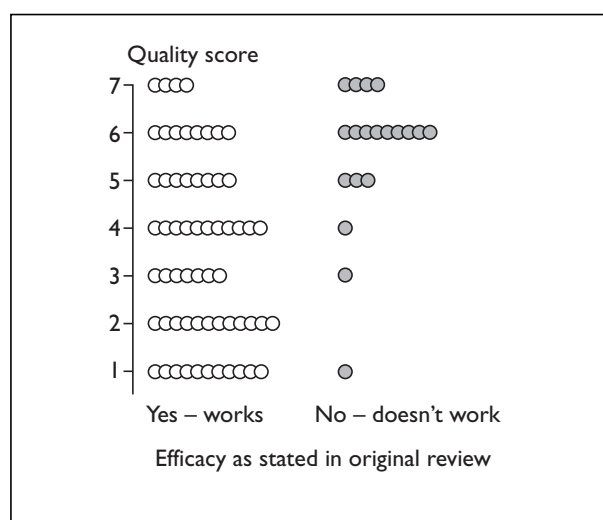 Quality score
7
6
5
4
3
2
1
Yes – works No – doesn't work
Efficacy as stated in original review